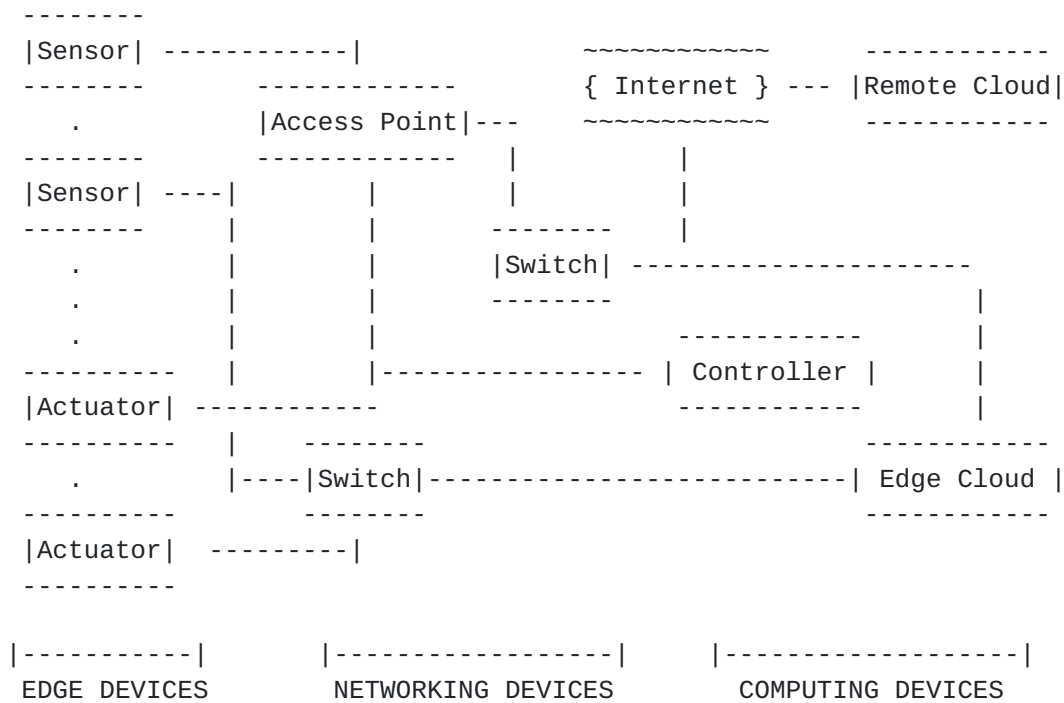 Sensor
{ Internet } Remote Cloud
Access Point
Sensor
Switch
Controller
Actuator
Switch Edge Cloud
Actuator
EDGE DEVICES NETWORKING DEVICES COMPUTING DEVICES